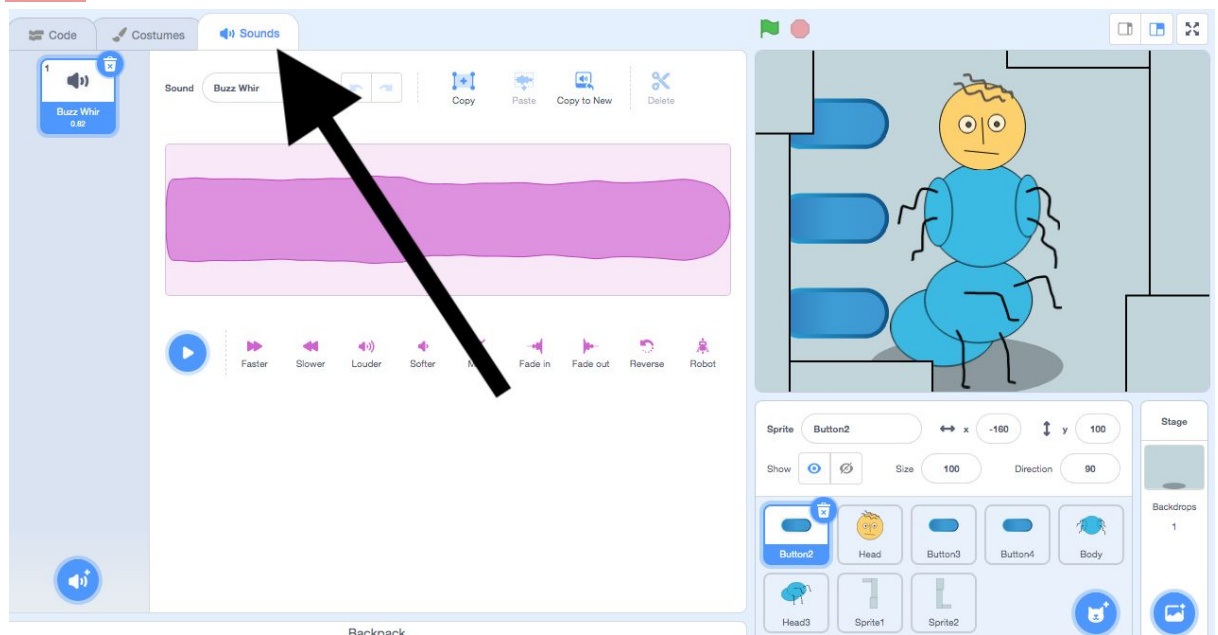 Code Costumes Sounds
1
Buzz Whir
0.82
Sound Buzz Whir
Copy Paste Copy to New Delete
Faster Slower Louder Softer Fade in Fade out Reverse Robot
Backpack
Sprite Button2 x -160 y 100
Show Size 100 Direction 90
Button2 Head Button3 Button4 Body
Head3 Sprite1 Sprite2
Stage
Backdrops
1